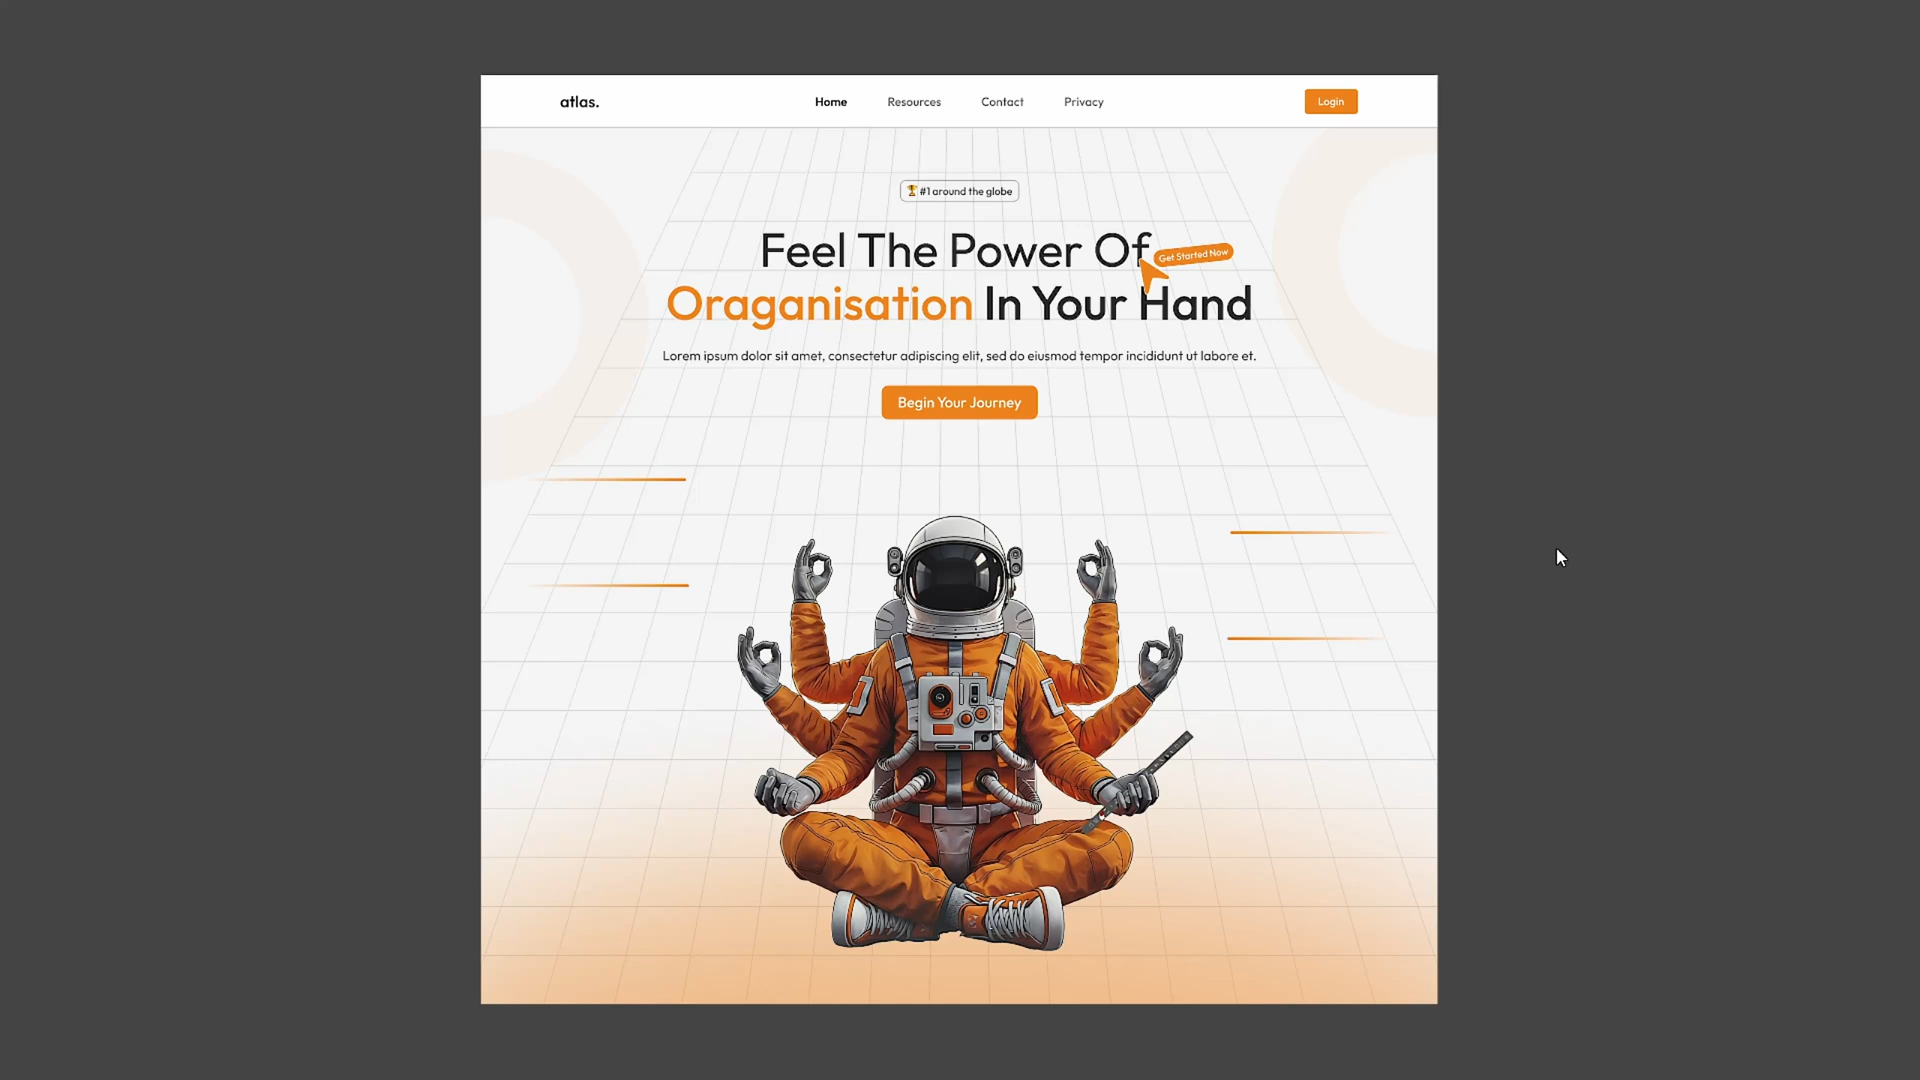 atlas.
Home Resources Contact Privacy
Login
🏆 #1 around the globe
Feel The Power Of
Get Started Now
Oraganisation In Your Hand
Lorem ipsum dolor sit amet, consectetur adipiscing elit, sed do eiusmod tempor incididunt ut labore et.
Begin Your Journey